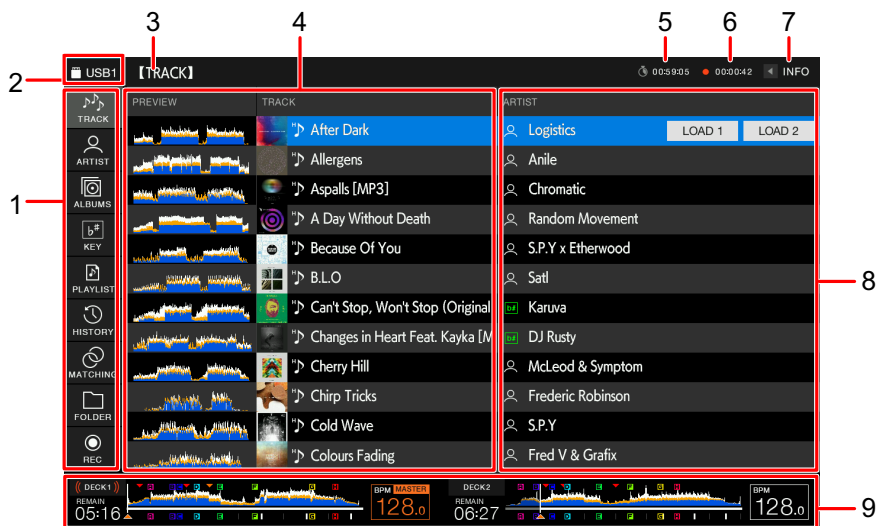 3 4 5 6 7
2
USB1 【TRACK】 00:59:05 00:00:42 INFO
PREVIEW TRACK ARTIST
TRACK
After Dark Logistics LOAD 1 LOAD 2
ARTIST
Allergens Anile
Aspalls [MP3] Chromatic
ALBUMS
1
A Day Without Death Random Movement
KEY
Because Of You S.P.Y x Etherwood
B.L.O Satl
8
PLAYLIST
Can't Stop, Won't Stop (Original Karuva
HISTORY
Changes in Heart Feat. Kayka [M DJ Rusty
Cherry Hill McLeod & Symptom
MATCHING
Chirp Tricks Frederic Robinson
FOLDER
Cold Wave S.P.Y
Colours Fading Fred V & Grafix
REC
DECK1 BPM MASTER DECK2 BPM
REMAIN 128.0 REMAIN 128.0
05:16 06:27
9